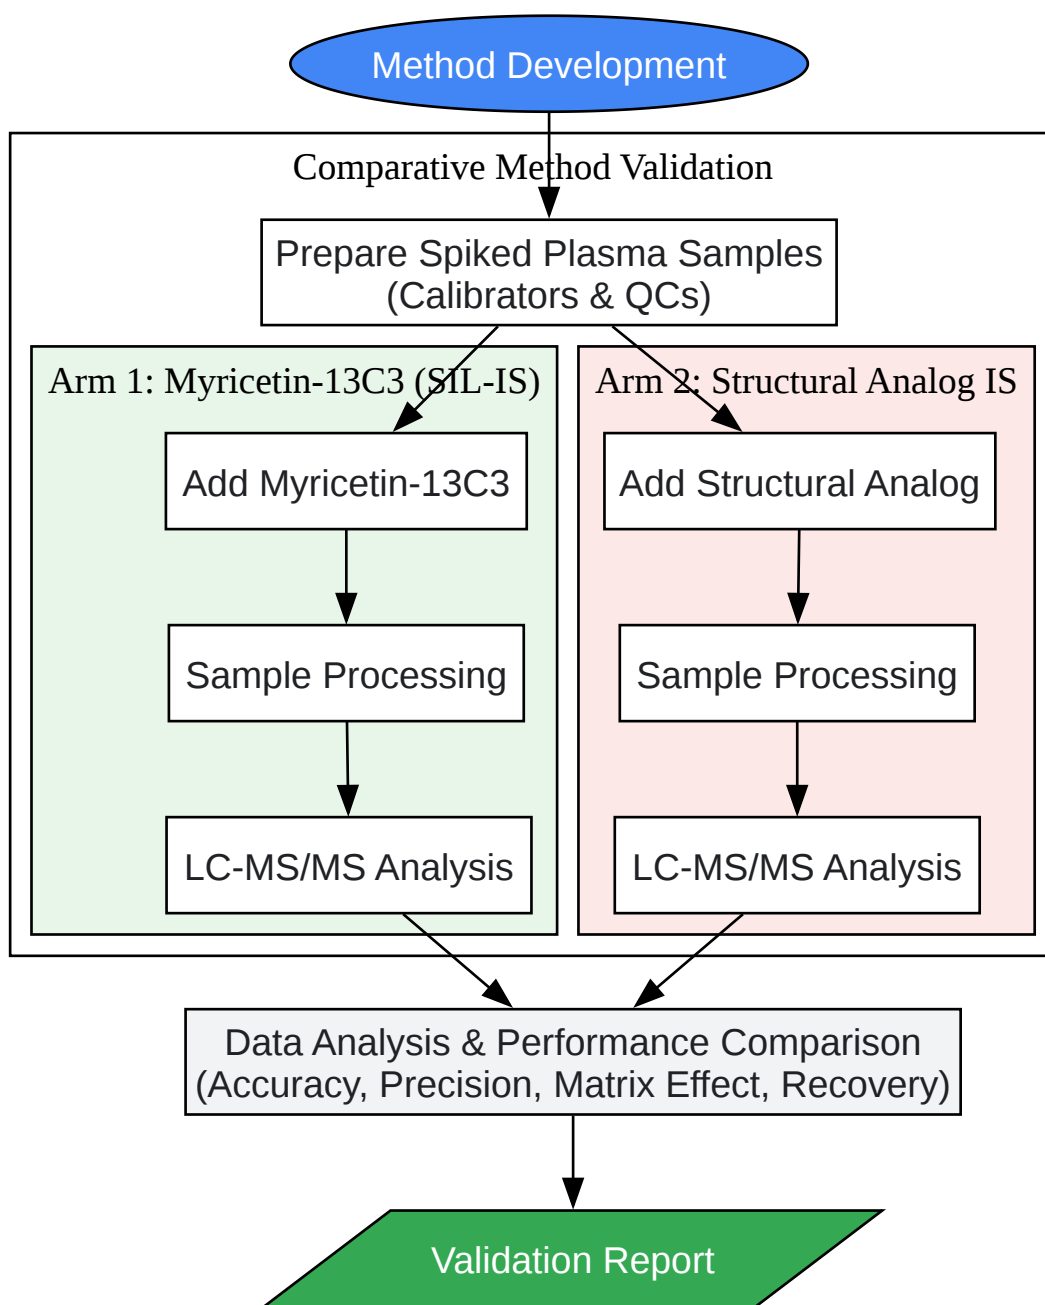 Method Development
Comparative Method Validation
Prepare Spiked Plasma Samples
(Calibrators & QCs)
Arm 1: Myricetin-13C3 (SIL-IS)
Add Myricetin-13C3
Sample Processing
LC-MS/MS Analysis
Arm 2: Structural Analog IS
Add Structural Analog
Sample Processing
LC-MS/MS Analysis
Data Analysis & Performance Comparison
(Accuracy, Precision, Matrix Effect, Recovery)
Validation Report